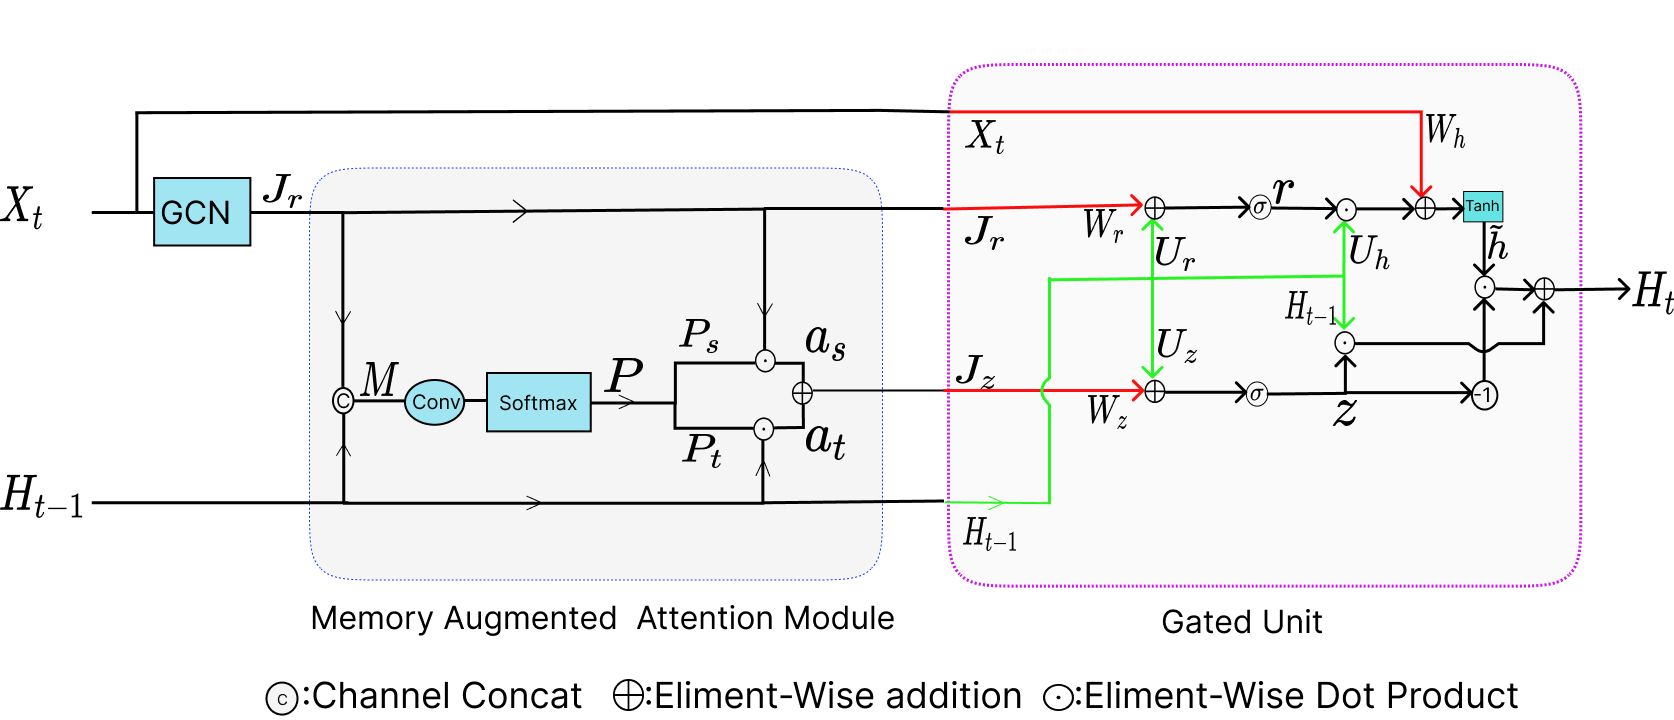 X_t
W_h
X_t
GCN
J_r
J_r
W_r
σ
r
Tanh
U_r
U_h
h̃
H_{t-1}
H_t
P_s
a_s
U_z
J_z
M
P
C
Conv
Softmax
W_z
σ
z
-1
P_t
a_t
H_{t-1}
H_{t-1}
Memory Augmented Attention Module
Gated Unit
C :Channel Concat ⊕:Eliment-Wise addition ⊙:Eliment-Wise Dot Product